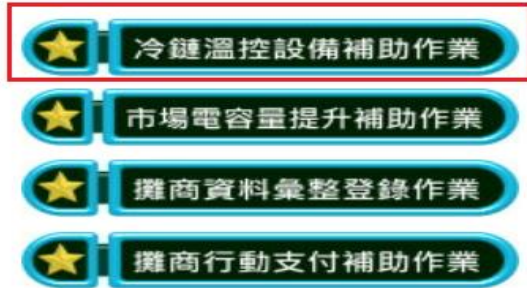 冷鏈溫控設備補助作業
市場電容量提升補助作業
攤商資料彙整登錄作業
攤商行動支付補助作業